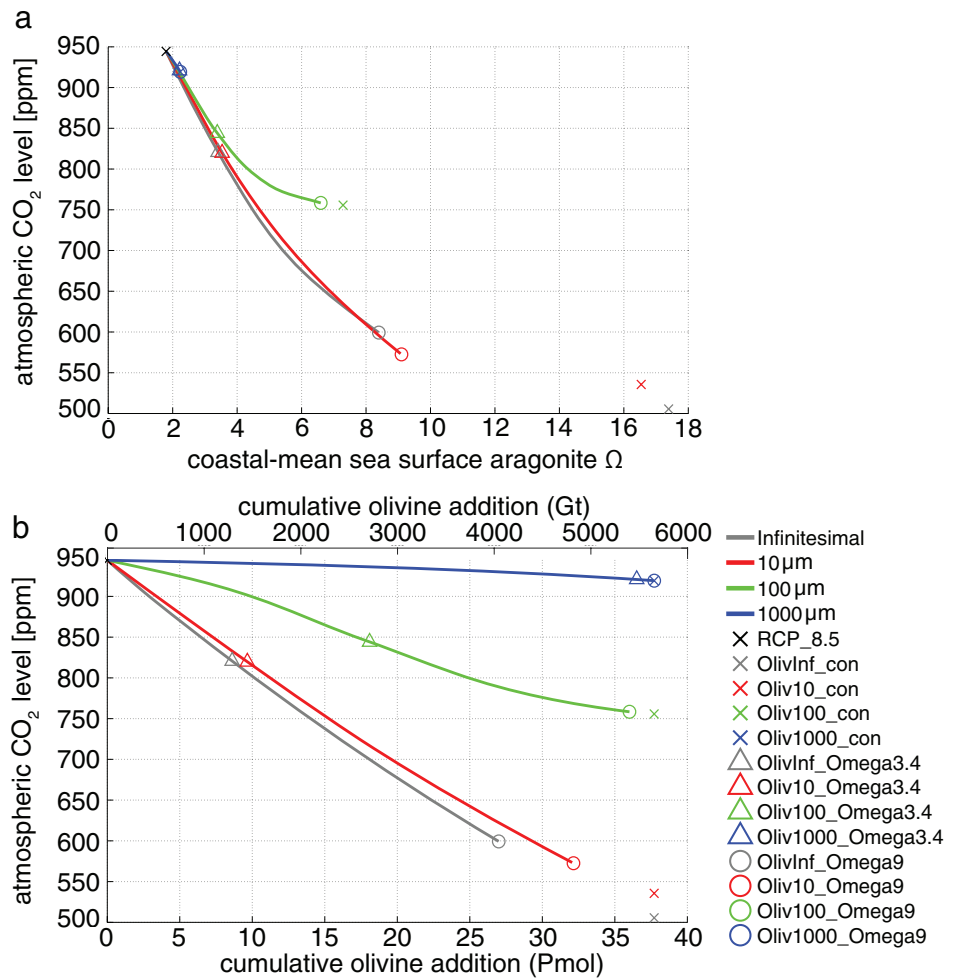 a
atmospheric CO2 level [ppm]
950
900
850
800
750
700
650
600
550
500
0 2 4 6 8 10 12 14 16 18
coastal-mean sea surface aragonite Ω
b
cumulative olivine addition (Gt)
0 1000 2000 3000 4000 5000 6000
atmospheric CO2 level [ppm]
950
900
850
800
750
700
650
600
550
500
0 5 10 15 20 25 30 35 40
cumulative olivine addition (Pmol)
Infinitesimal
10µm
100µm
1000µm
RCP_8.5
OlivInf_con
Oliv10_con
Oliv100_con
Oliv1000_con
OlivInf_Omega3.4
Oliv10_Omega3.4
Oliv100_Omega3.4
Oliv1000_Omega3.4
OlivInf_Omega9
Oliv10_Omega9
Oliv100_Omega9
Oliv1000_Omega9